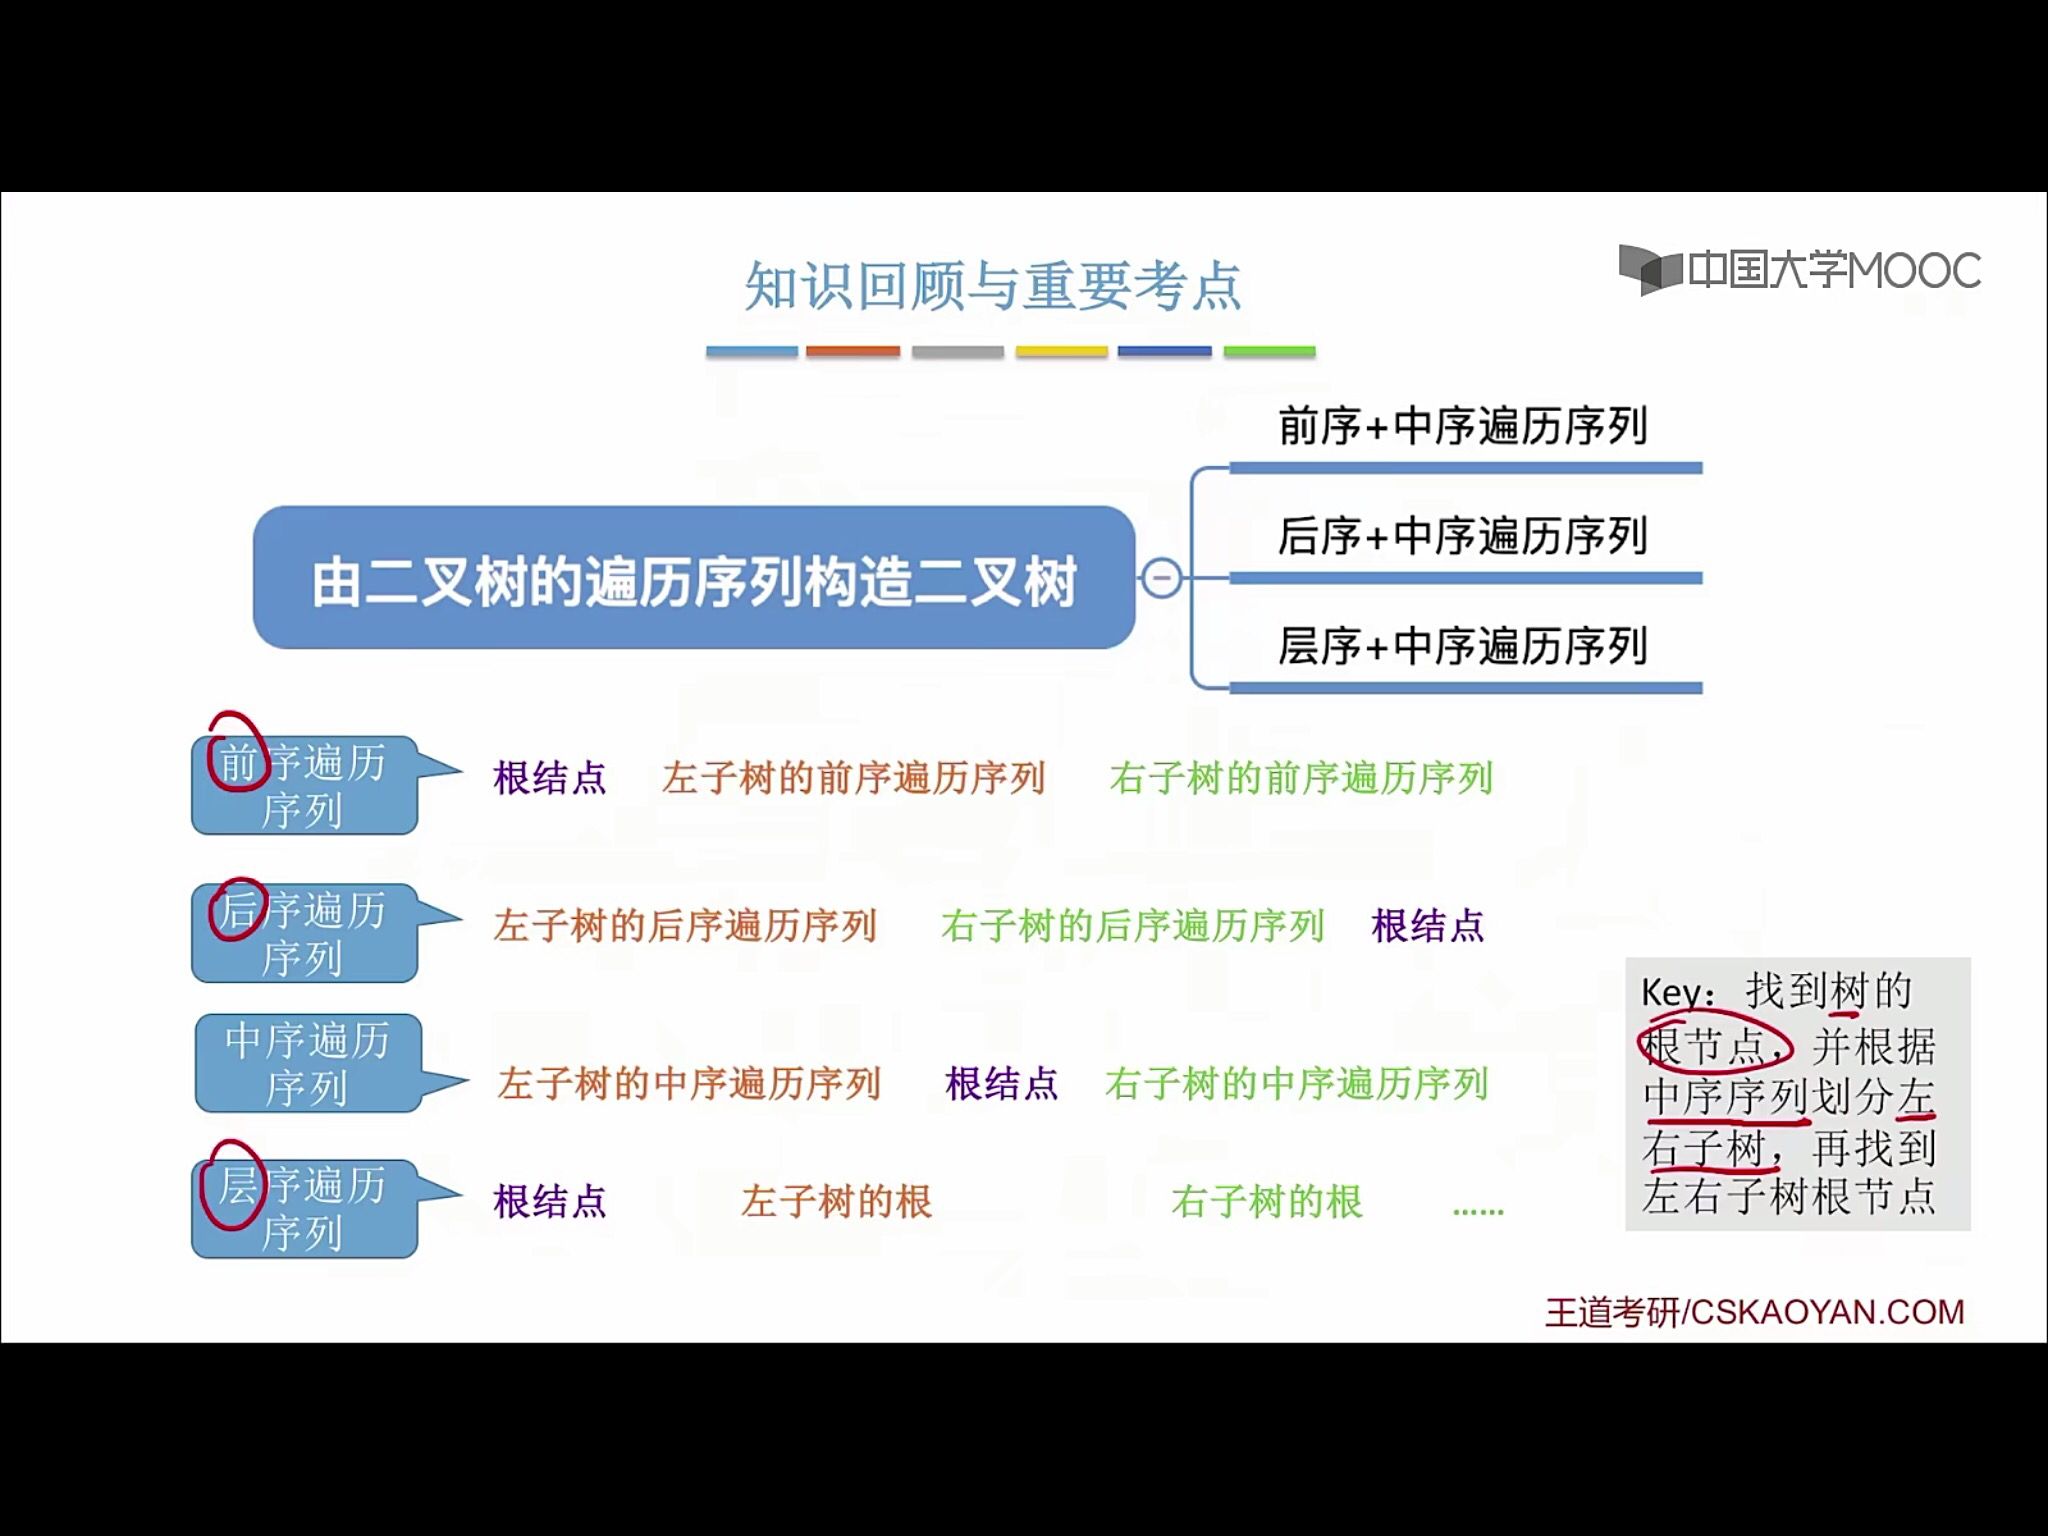 知识回顾与重要考点
中国大学MOOC
由二叉树的遍历序列构造二叉树
前序+中序遍历序列
后序+中序遍历序列
层序+中序遍历序列
前序遍历
序列
根结点 左子树的前序遍历序列 右子树的前序遍历序列
后序遍历
序列
左子树的后序遍历序列 右子树的后序遍历序列 根结点
中序遍历
序列
左子树的中序遍历序列 根结点 右子树的中序遍历序列
层序遍历
序列
根结点 左子树的根 右子树的根 ……
Key：找到树的
根节点，并根据
中序序列划分左
右子树，再找到
左右子树根节点
王道考研/CSKAOYAN.COM